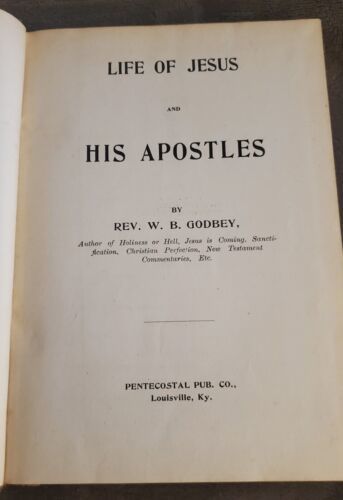 LIFE OF JESUS
AND
HIS APOSTLES
BY
REV. W. B. GODBEY,
Author of Holiness or Hell, Jesus is Coming, Sancti-
fication, Christian Perfection, New Testament
Commentaries, Etc.
PENTECOSTAL PUB. CO.,
Louisville, Ky.